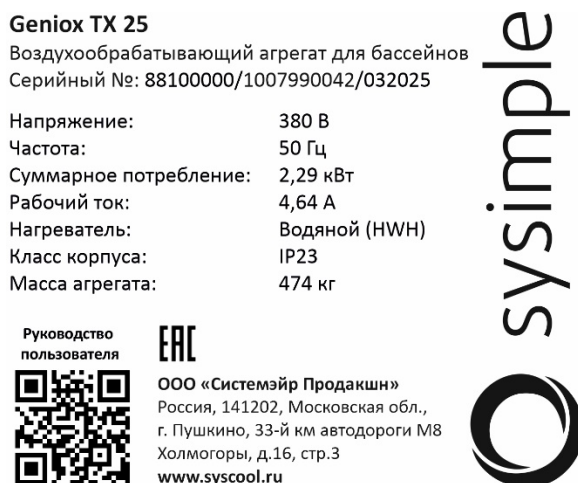 Geniox TX 25
Воздухообрабатывающий агрегат для бассейнов
Серийный №: 88100000/1007990042/032025
Напряжение: 380 В
Частота: 50 Гц
Суммарное потребление: 2,29 кВт
Рабочий ток: 4,64 А
Нагреватель: Водяной (HWH)
Класс корпуса: IP23
Масса агрегата: 474 кг
sysimple
Руководство
пользователя
EAC
ООО «Системэйр Продакшн»
Россия, 141202, Московская обл.,
г. Пушкино, 33-й км автодороги М8
Холмогоры, д.16, стр.3
www.syscool.ru